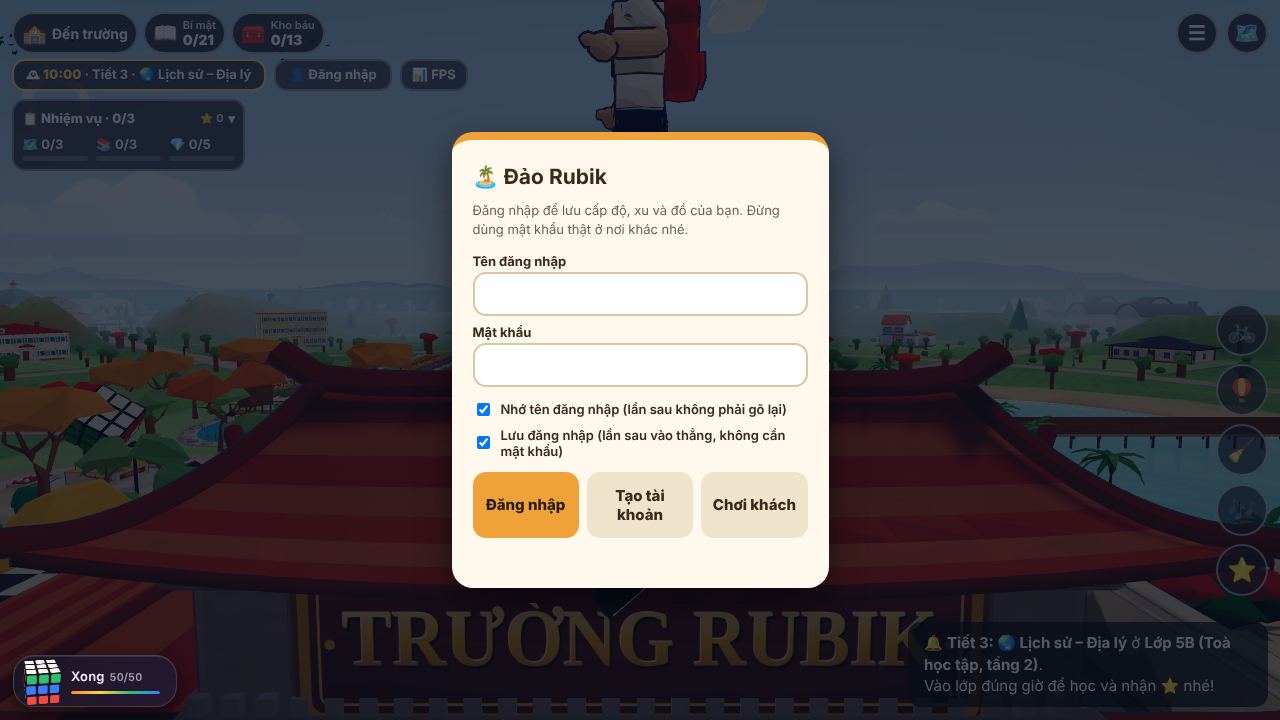 Đến trường
Bí mật
0/21
Kho báu
0/13
10:00 · Tiết 3 · Lịch sử – Địa lý
Đăng nhập
FPS
Nhiệm vụ · 0/3
0 ▾
0/3
0/3
0/5
Đảo Rubik
Đăng nhập để lưu cấp độ, xu và đồ của bạn. Đừng
dùng mật khẩu thật ở nơi khác nhé.
Tên đăng nhập
Mật khẩu
Nhớ tên đăng nhập (lần sau không phải gõ lại)
Lưu đăng nhập (lần sau vào thẳng, không cần
mật khẩu)
Đăng nhập
Tạo tài
khoản
Chơi khách
TRƯỜNG RUBIK
Tiết 3: Lịch sử – Địa lý ở Lớp 5B (Toà
học tập, tầng 2).
Vào lớp đúng giờ để học và nhận ⭐ nhé!
Xong 50/50